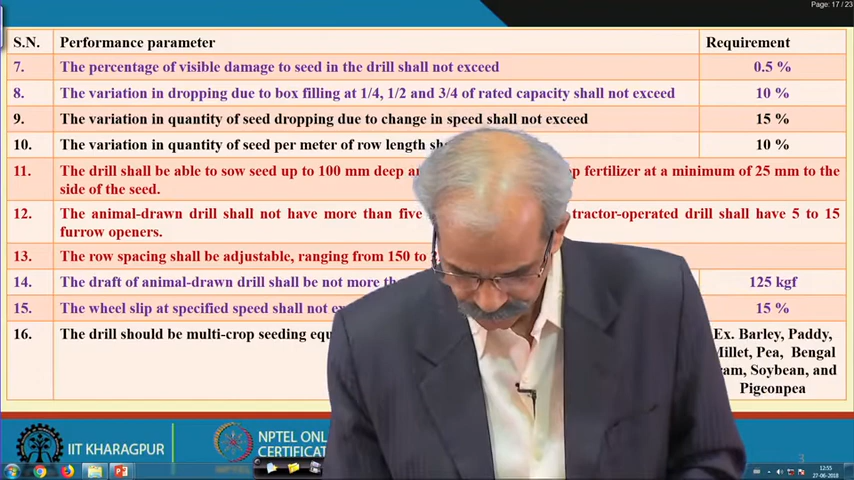 Page: 17 / 23
S.N. Performance parameter Requirement
7. The percentage of visible damage to seed in the drill shall not exceed 0.5 %
8. The variation in dropping due to box filling at 1/4, 1/2 and 3/4 of rated capacity shall not exceed 10 %
9. The variation in quantity of seed dropping due to change in speed shall not exceed 15 %
10. The variation in quantity of seed per meter of row length 10 %
11. The drill shall be able to sow seed up to 100 mm deep fertilizer at a minimum of 25 mm to the
side of the seed.
12. The animal-drawn drill shall not have more than five tractor-operated drill shall have 5 to 15
furrow openers.
13. The row spacing shall be adjustable, ranging from 150 to
14. The draft of animal-drawn drill shall be not more 125 kgf
15. The wheel slip at specified speed shall not 15 %
16. The drill should be multi-crop seeding Ex. Barley, Paddy,
Millet, Pea, Bengal
Soybean, and
Pigeonpea
IIT KHARAGPUR
NPTEL
NPTEL
3
12:55
27-06-2018